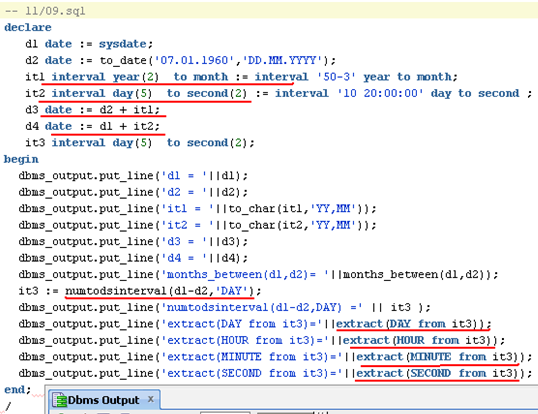 -- 11/09.sql
declare
d1 date := sysdate;
d2 date := to_date('07.01.1960','DD.MM.YYYY');
it1 interval year(2) to month := interval '50-3' year to month;
it2 interval day(5) to second(2) := interval '10 20:00:00' day to second ;
d3 date := d2 + it1;
d4 date := d1 + it2;
it3 interval day(5) to second(2);
begin
dbms_output.put_line('d1 = '||d1);
dbms_output.put_line('d2 = '||d2);
dbms_output.put_line('it1 = '||to_char(it1,'YY,MM'));
dbms_output.put_line('it2 = '||to_char(it2,'YY,MM'));
dbms_output.put_line('d3 = '||d3);
dbms_output.put_line('d4 = '||d4);
dbms_output.put_line('months_between(d1,d2)= '||months_between(d1,d2));
it3 := numtodsinterval(d1-d2,'DAY');
dbms_output.put_line('numtodsinterval(d1-d2,DAY) =' || it3 );
dbms_output.put_line('extract(DAY from it3)='||extract(DAY from it3));
dbms_output.put_line('extract(HOUR from it3)='||extract(HOUR from it3));
dbms_output.put_line('extract(MINUTE from it3)='||extract(MINUTE from it3));
dbms_output.put_line('extract(SECOND from it3)='||extract(SECOND from it3));
end;
/
Dbms Output x